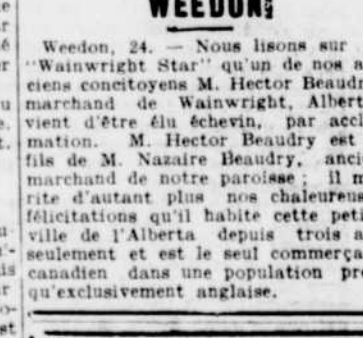 WEEDON
Weedon, 24. — Nous lisons sur
"Wainwright Star" qu'un de nos a
ciens concitoyens M. Hector Beaudr
marchand de Wainwright, Albert
vient d'être élu échevin, par accl
mation. M. Hector Beaudry est
fils de M. Nazaire Beaudry, anci
marchand de notre paroisse ; il m
rite d'autant plus nos chaleureus
félicitations qu'il habite cette peti
ville de l'Alberta depuis trois a
seulement et est le seul commerça
canadien dans une population pre
qu'exclusivement anglaise.